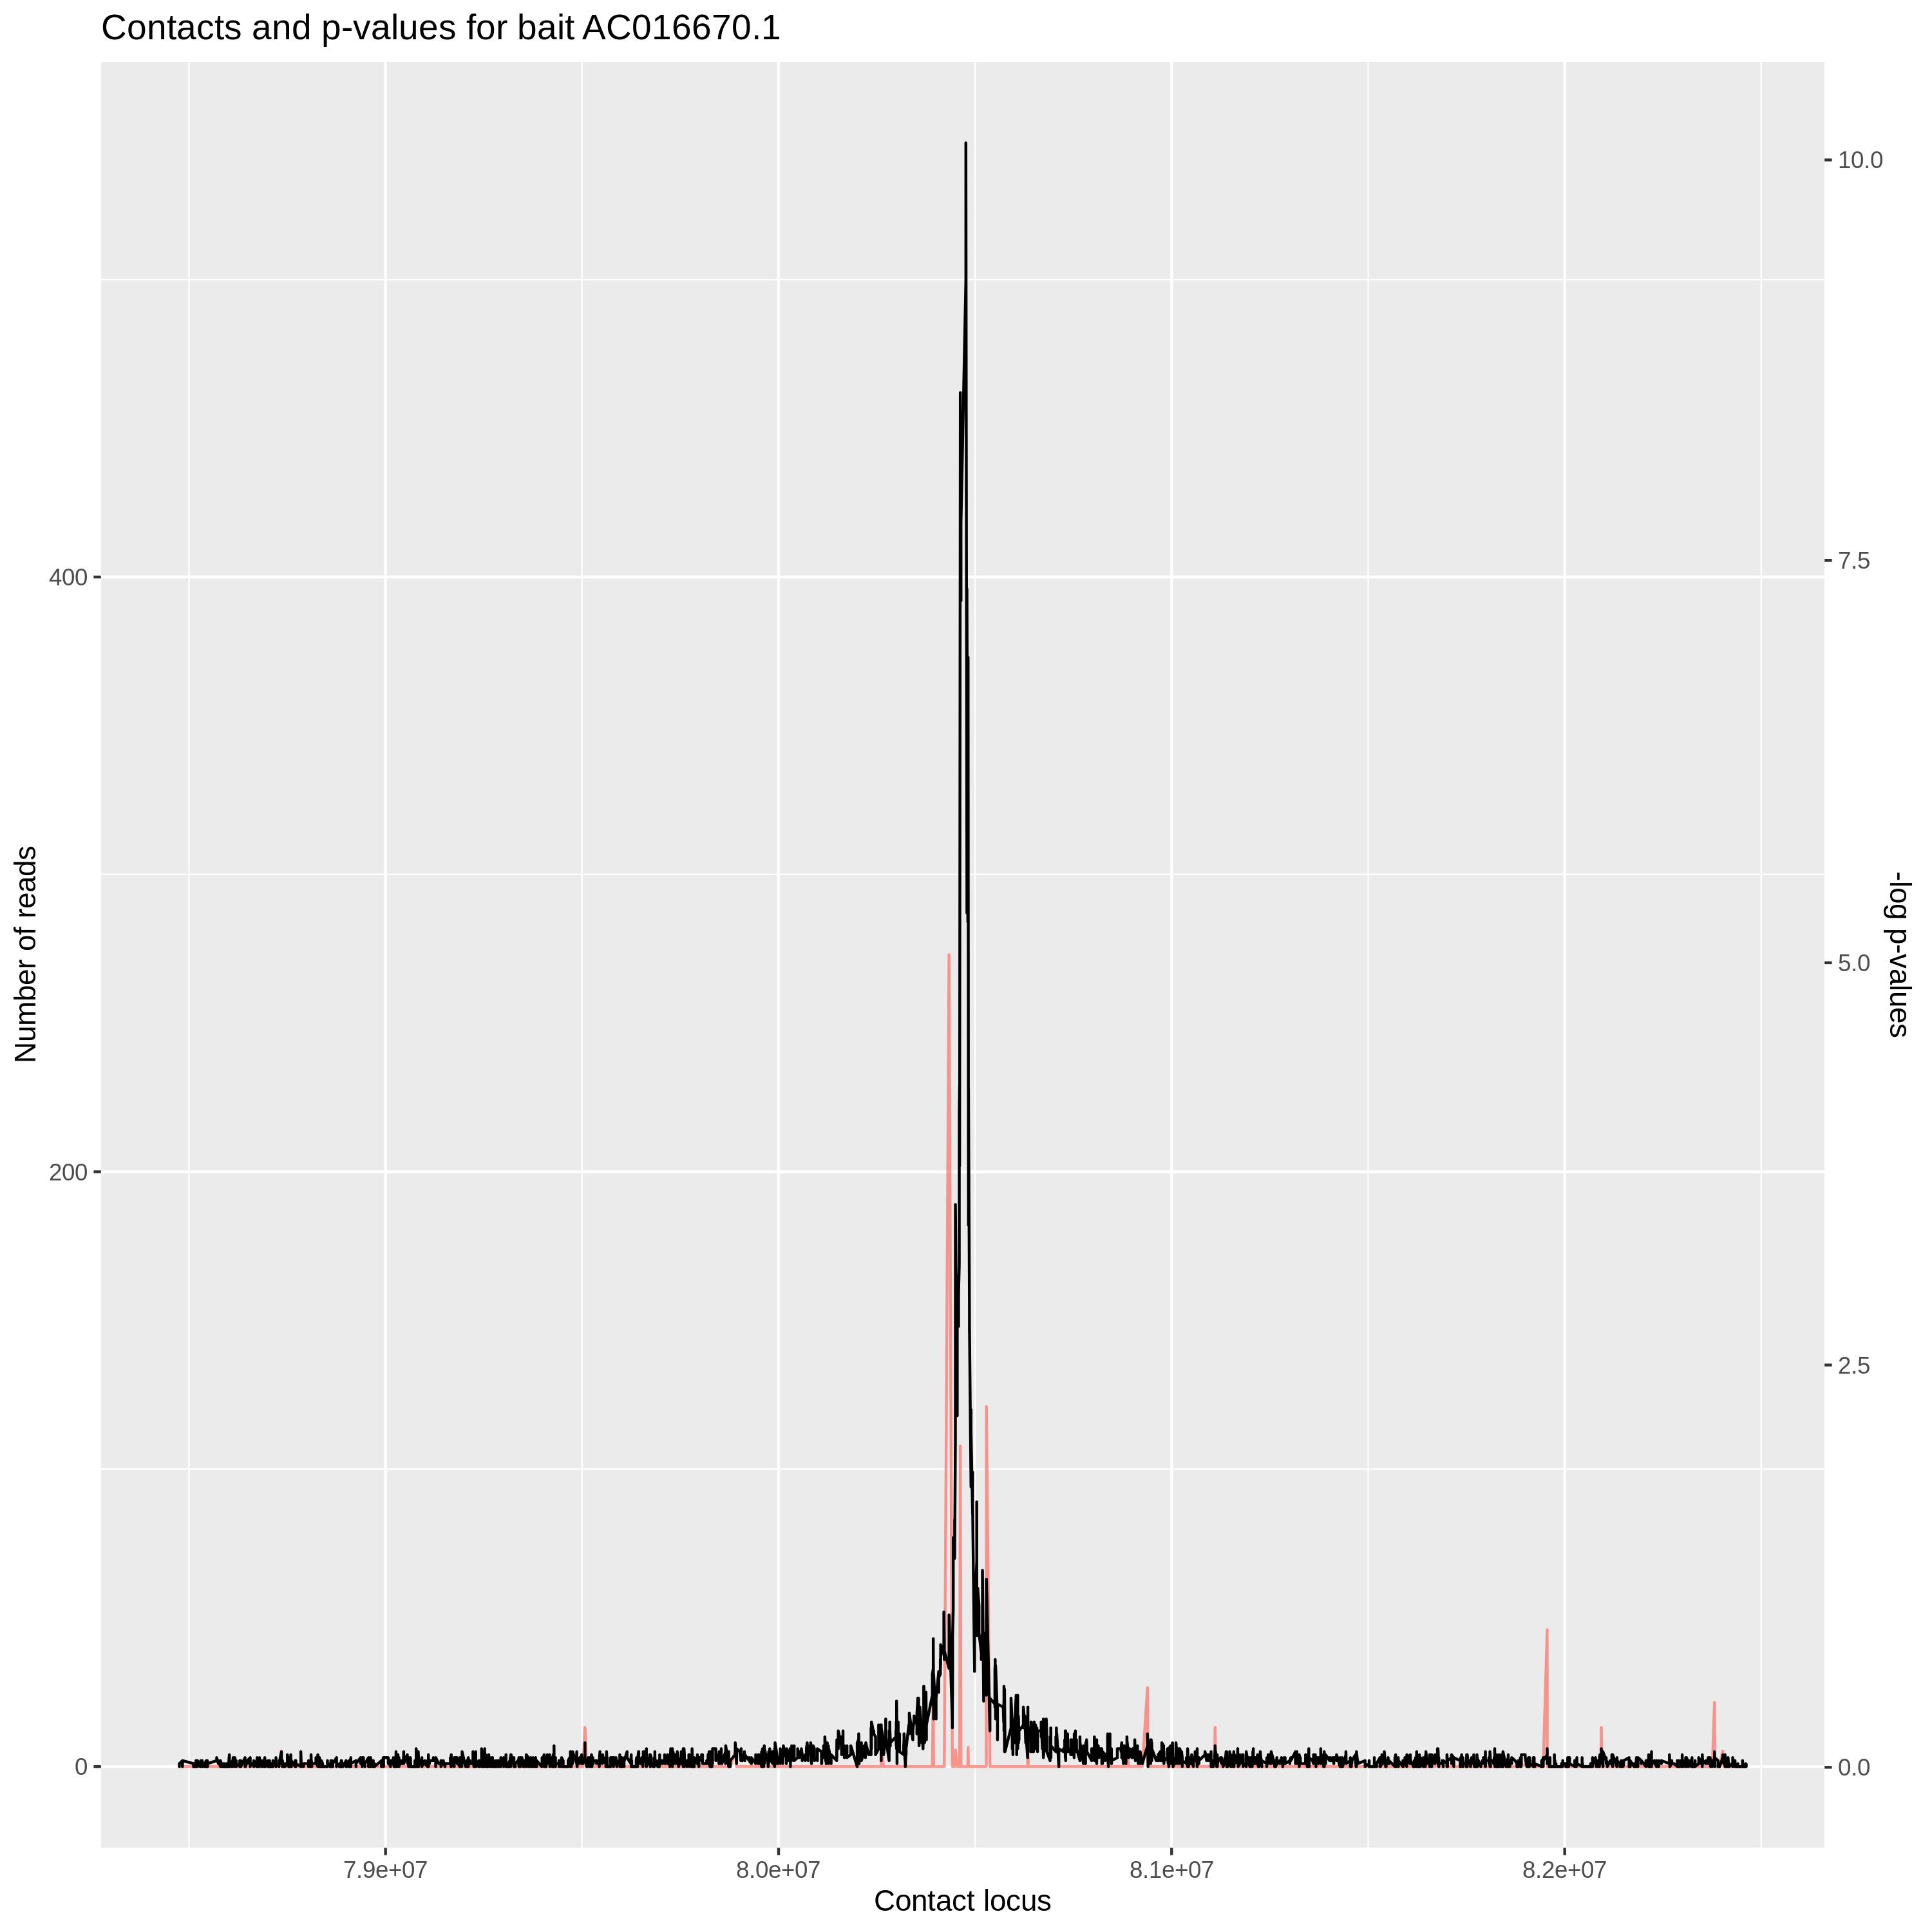 Contacts and p-values for bait AC016670.1
Number of reads
400
200
0
10.0
7.5
5.0
2.5
0.0
-log p-values
7.9e+07
8.0e+07
8.1e+07
8.2e+07
Contact locus